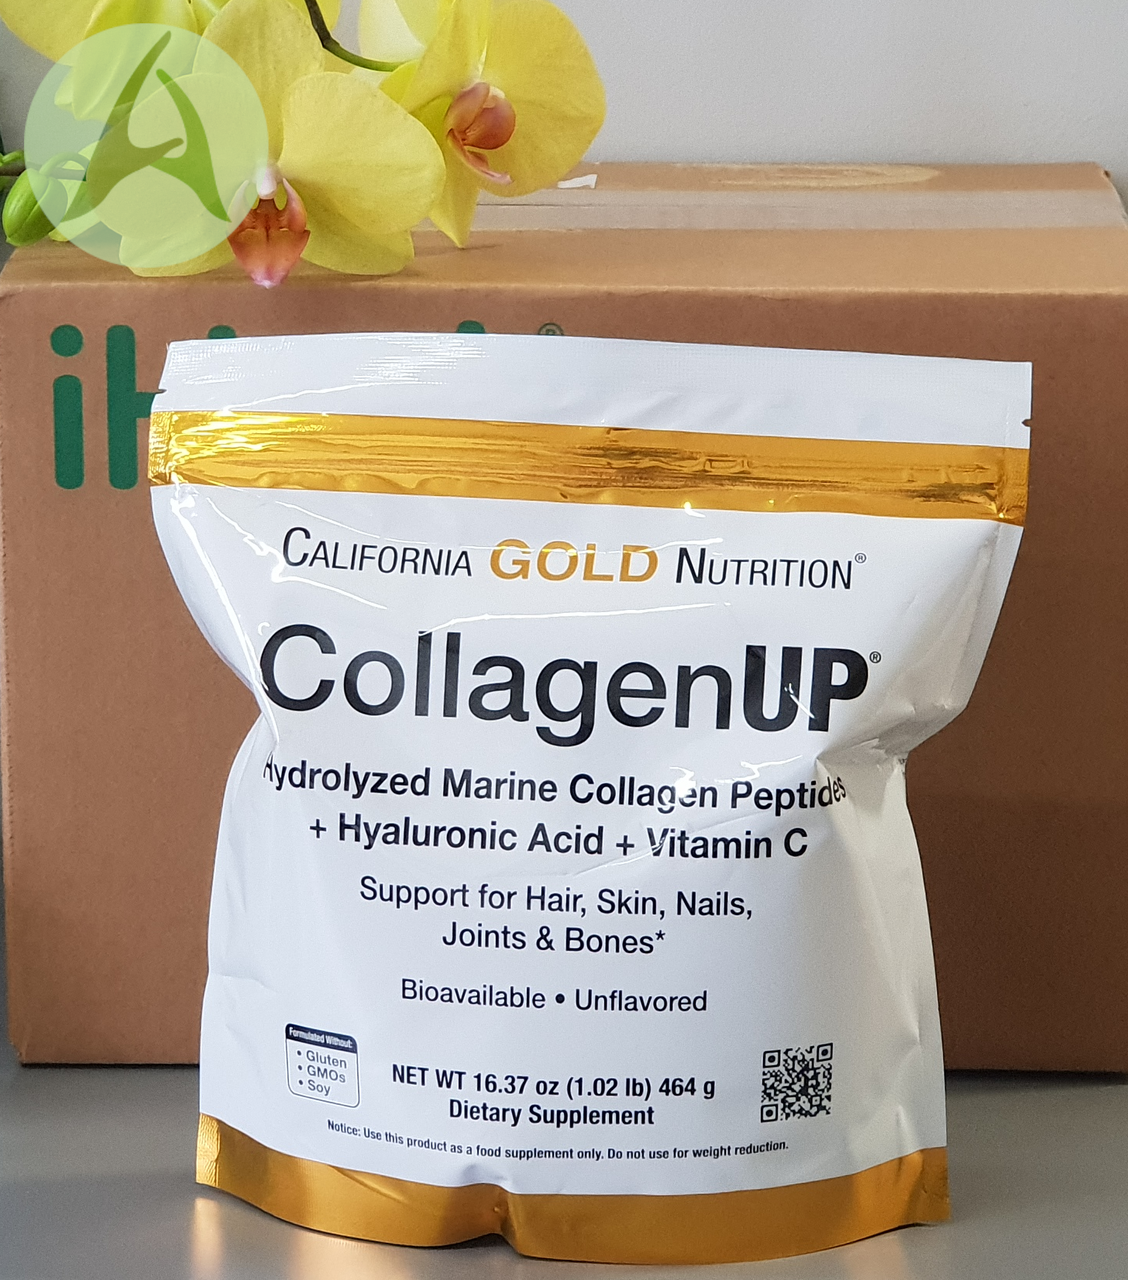 CALIFORNIA GOLD NUTRITION®
CollagenUP®
Hydrolyzed Marine Collagen Peptides
+ Hyaluronic Acid + Vitamin C
Support for Hair, Skin, Nails,
Joints & Bones*
Bioavailable • Unflavored
Formulated Without:
• Gluten
• GMOs
• Soy
NET WT 16.37 oz (1.02 lb) 464 g
Dietary Supplement
Notice: Use this product as a food supplement only. Do not use for weight reduction.